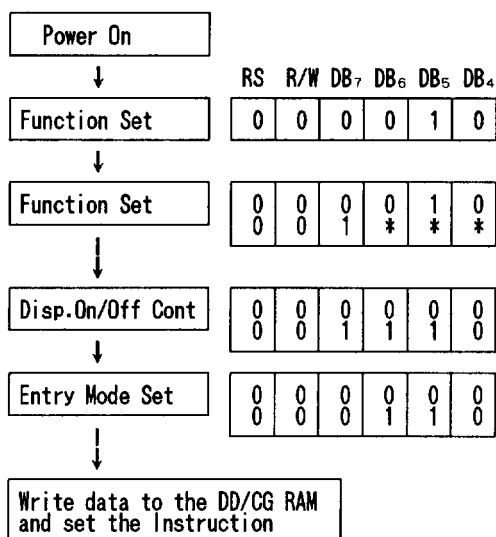 Power On
RS R/W DB₇ DB₆ DB₅ DB₄
Function Set 0 0 0 0 1 0
Function Set 0 0 0 0 1 0
0 0 1 * * *
Disp.On/Off Cont 0 0 0 0 0 0
0 0 1 1 1 0
Entry Mode Set 0 0 0 0 0 0
0 0 0 1 1 0
Write data to the DD/CG RAM
and set the Instruction